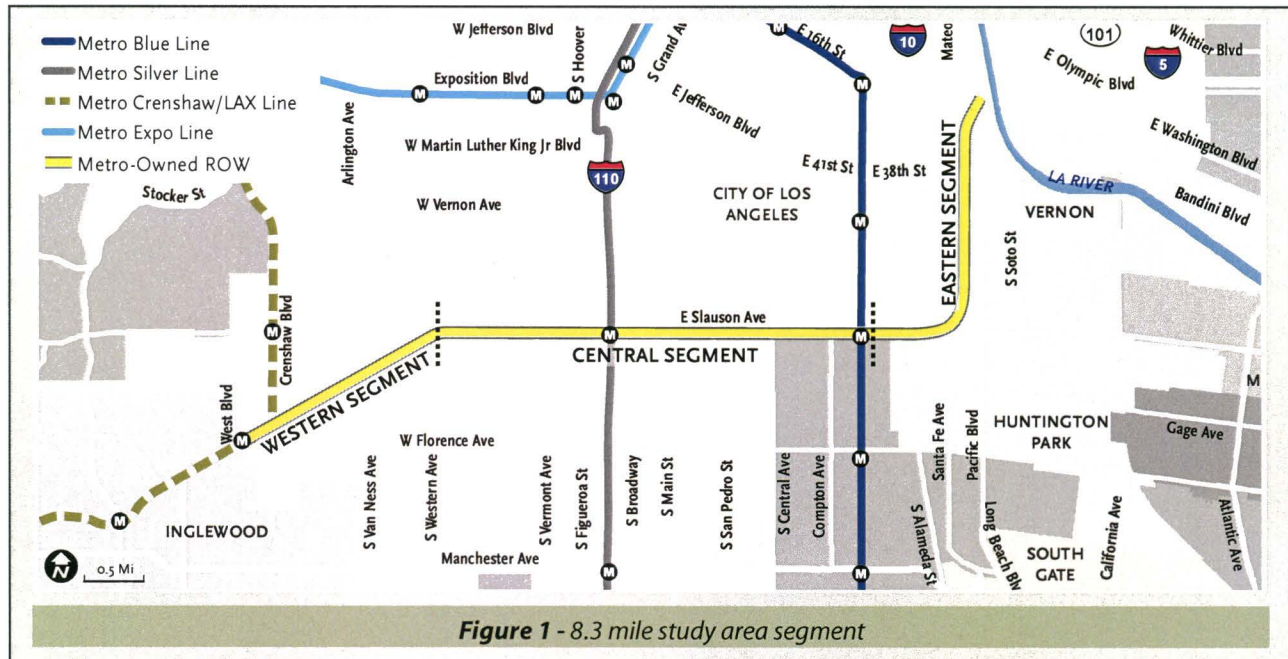 Metro Blue Line
Metro Silver Line
Metro Crenshaw/LAX Line
Metro Expo Line
Metro-Owned ROW
W Jefferson Blvd
S Hoover
S Grand Av
E 16th St
10
Mateo
101
Whittier Blvd
E Olympic Blvd
5
Exposition Blvd
Arlington Ave
E Jefferson Blvd
E Washington Blvd
W Martin Luther King Jr Blvd
110
E 41st St
E 38th St
Stocker St
W Vernon Ave
CITY OF LOS
ANGELES
EASTERN SEGMENT
LA RIVER
VERNON
Bandini Blvd
S Soto St
Crenshaw Blvd
E Slauson Ave
CENTRAL SEGMENT
WESTERN SEGMENT
West Blvd
M
W Florence Ave
HUNTINGTON
PARK
Gage Ave
S Van Ness Ave
S Western Ave
S Vermont Ave
S Figueroa St
S Broadway
S Main St
S San Pedro St
S Central Ave
Compton Ave
Santa Fe Ave
Pacific Blvd
S Alameda St
Long Beach Blv
California Ave
Atlantic Ave
INGLEWOOD
Manchester Ave
SOUTH
GATE
N
0.5 Mi
Figure 1 - 8.3 mile study area segment